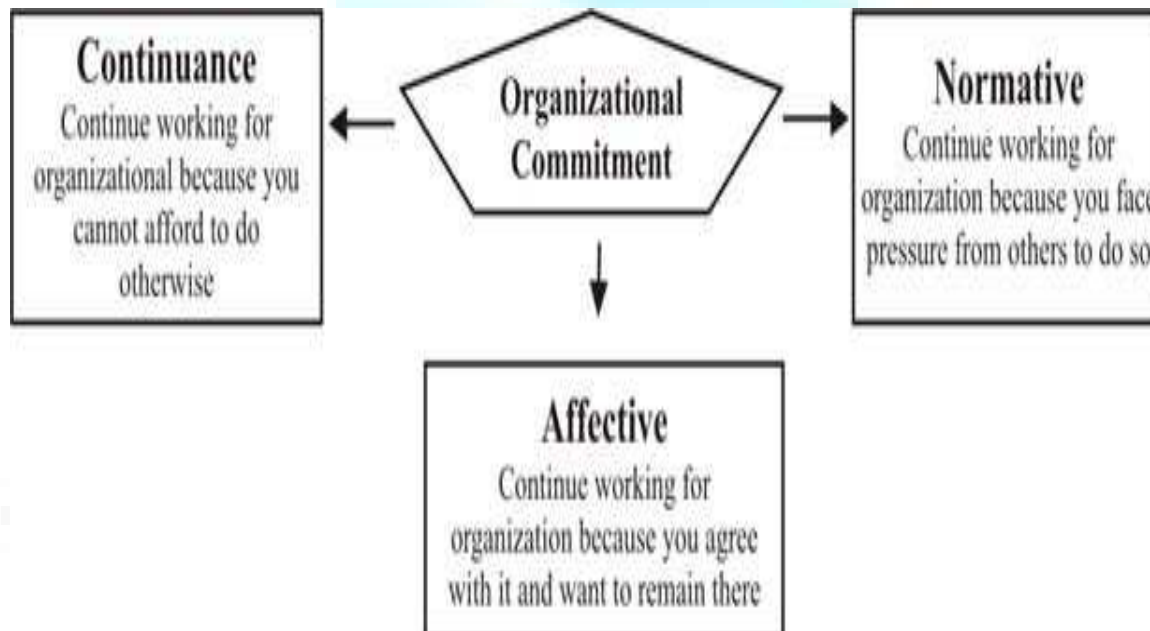 Continuance
Continue working for
organizational because you
cannot afford to do
otherwise
Organizational
Commitment
Normative
Continue working for
organization because you face
pressure from others to do so
Affective
Continue working for
organization because you agree
with it and want to remain there